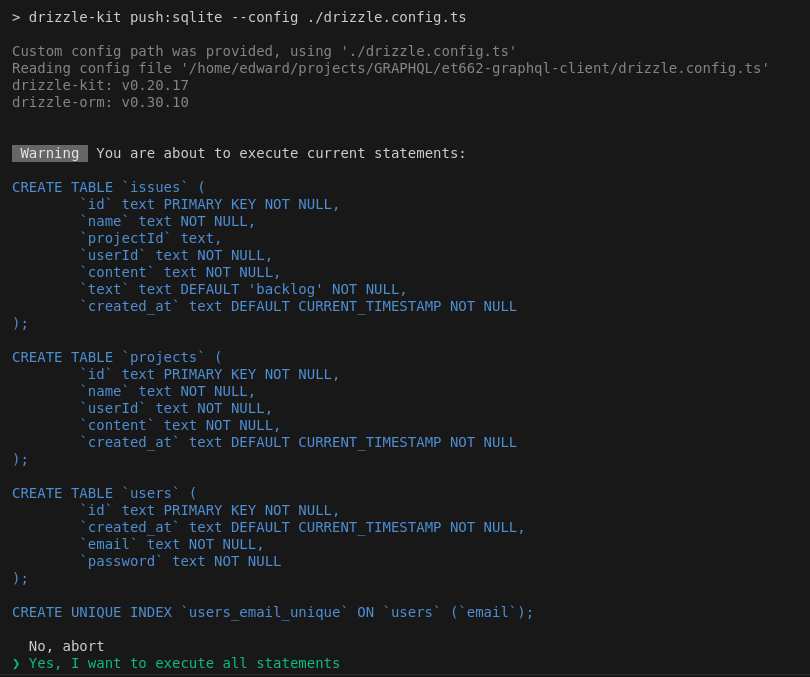 > drizzle-kit push:sqlite --config ./drizzle.config.ts
Custom config path was provided, using './drizzle.config.ts'
Reading config file '/home/edward/projects/GRAPHQL/et662-graphql-client/drizzle.config.ts'
drizzle-kit: v0.20.17
drizzle-orm: v0.30.10
Warning You are about to execute current statements:
CREATE TABLE `issues` (
`id` text PRIMARY KEY NOT NULL,
`name` text NOT NULL,
`projectId` text,
`userId` text NOT NULL,
`content` text NOT NULL,
`text` text DEFAULT 'backlog' NOT NULL,
`created_at` text DEFAULT CURRENT_TIMESTAMP NOT NULL
);
CREATE TABLE `projects` (
`id` text PRIMARY KEY NOT NULL,
`name` text NOT NULL,
`userId` text NOT NULL,
`content` text NOT NULL,
`created_at` text DEFAULT CURRENT_TIMESTAMP NOT NULL
);
CREATE TABLE `users` (
`id` text PRIMARY KEY NOT NULL,
`created_at` text DEFAULT CURRENT_TIMESTAMP NOT NULL,
`email` text NOT NULL,
`password` text NOT NULL
);
CREATE UNIQUE INDEX `users_email_unique` ON `users` (`email`);
No, abort
❯ Yes, I want to execute all statements